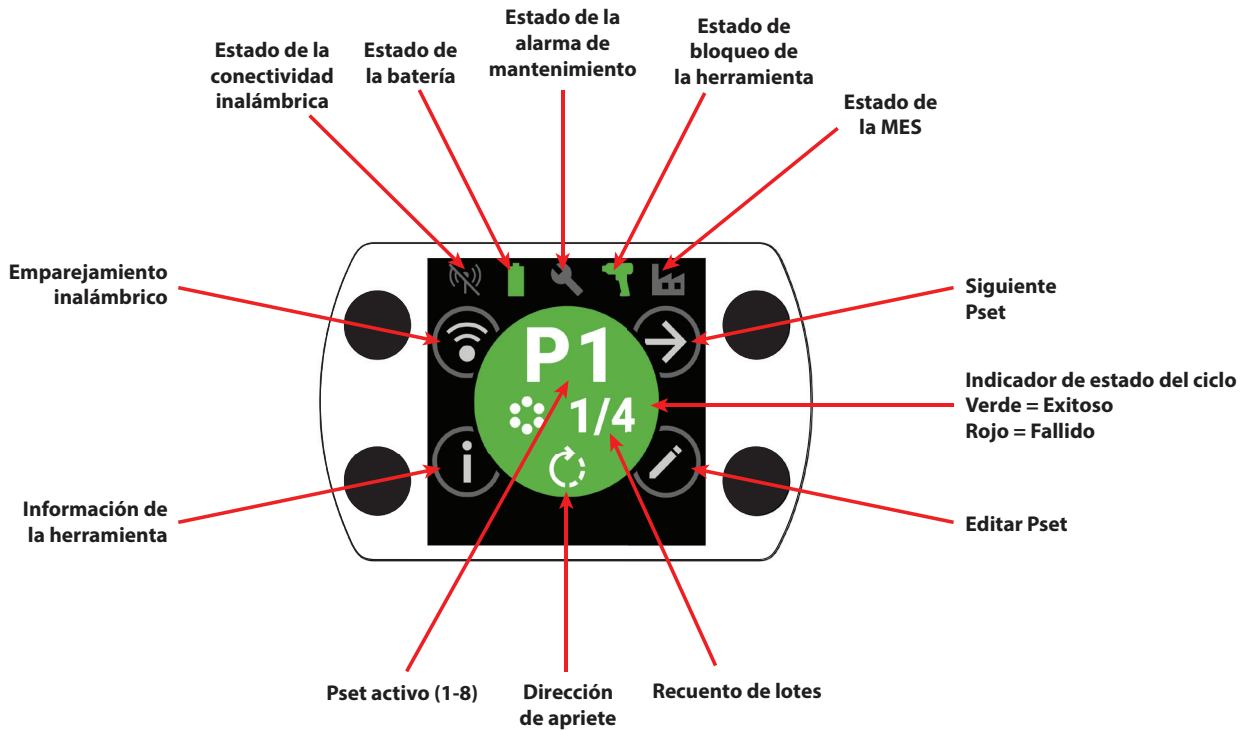 Estado de la
conectividad
inalámbrica
Estado de
la batería
Estado de la
alarma de
mantenimiento
Estado de
bloqueo de
la herramienta
Estado de
la MES
Emparejamiento
inalámbrico
Siguiente
Pset
P1
1/4
Indicador de estado del ciclo
Verde = Exitoso
Rojo = Fallido
i
Información de
la herramienta
Editar Pset
Pset activo (1-8)
Dirección
de apriete
Recuento de lotes